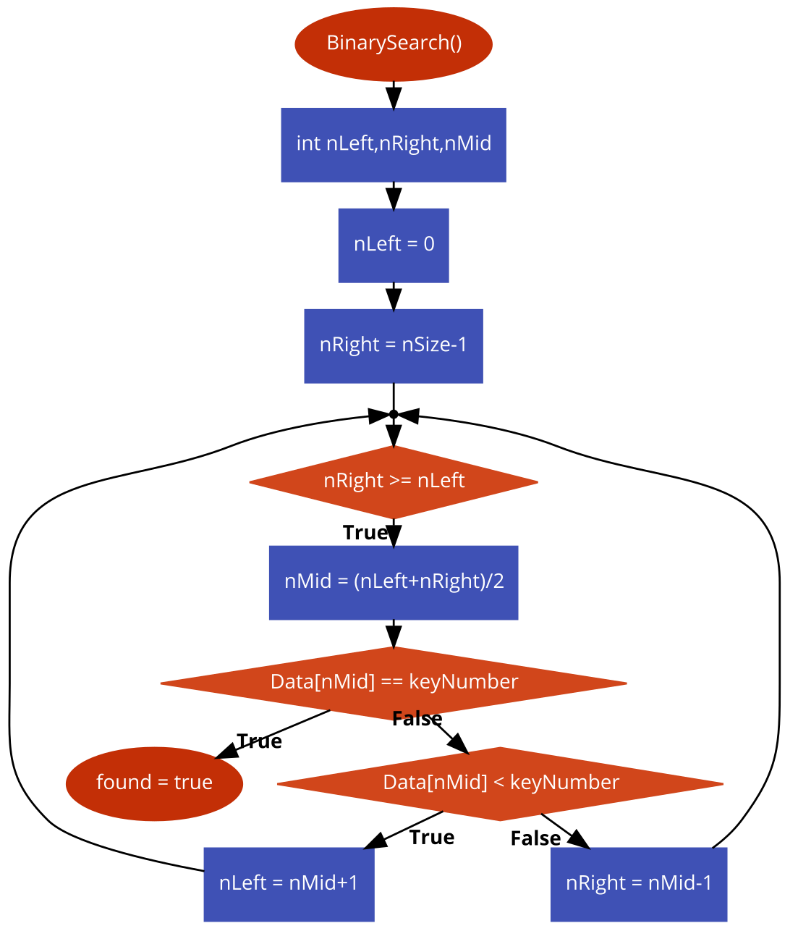 BinarySearch()
int nLeft,nRight,nMid
nLeft = 0
nRight = nSize-1
nRight >= nLeft
True
nMid = (nLeft+nRight)/2
Data[nMid] == keyNumber
True
False
found = true
Data[nMid] < keyNumber
True
False
nLeft = nMid+1
nRight = nMid-1